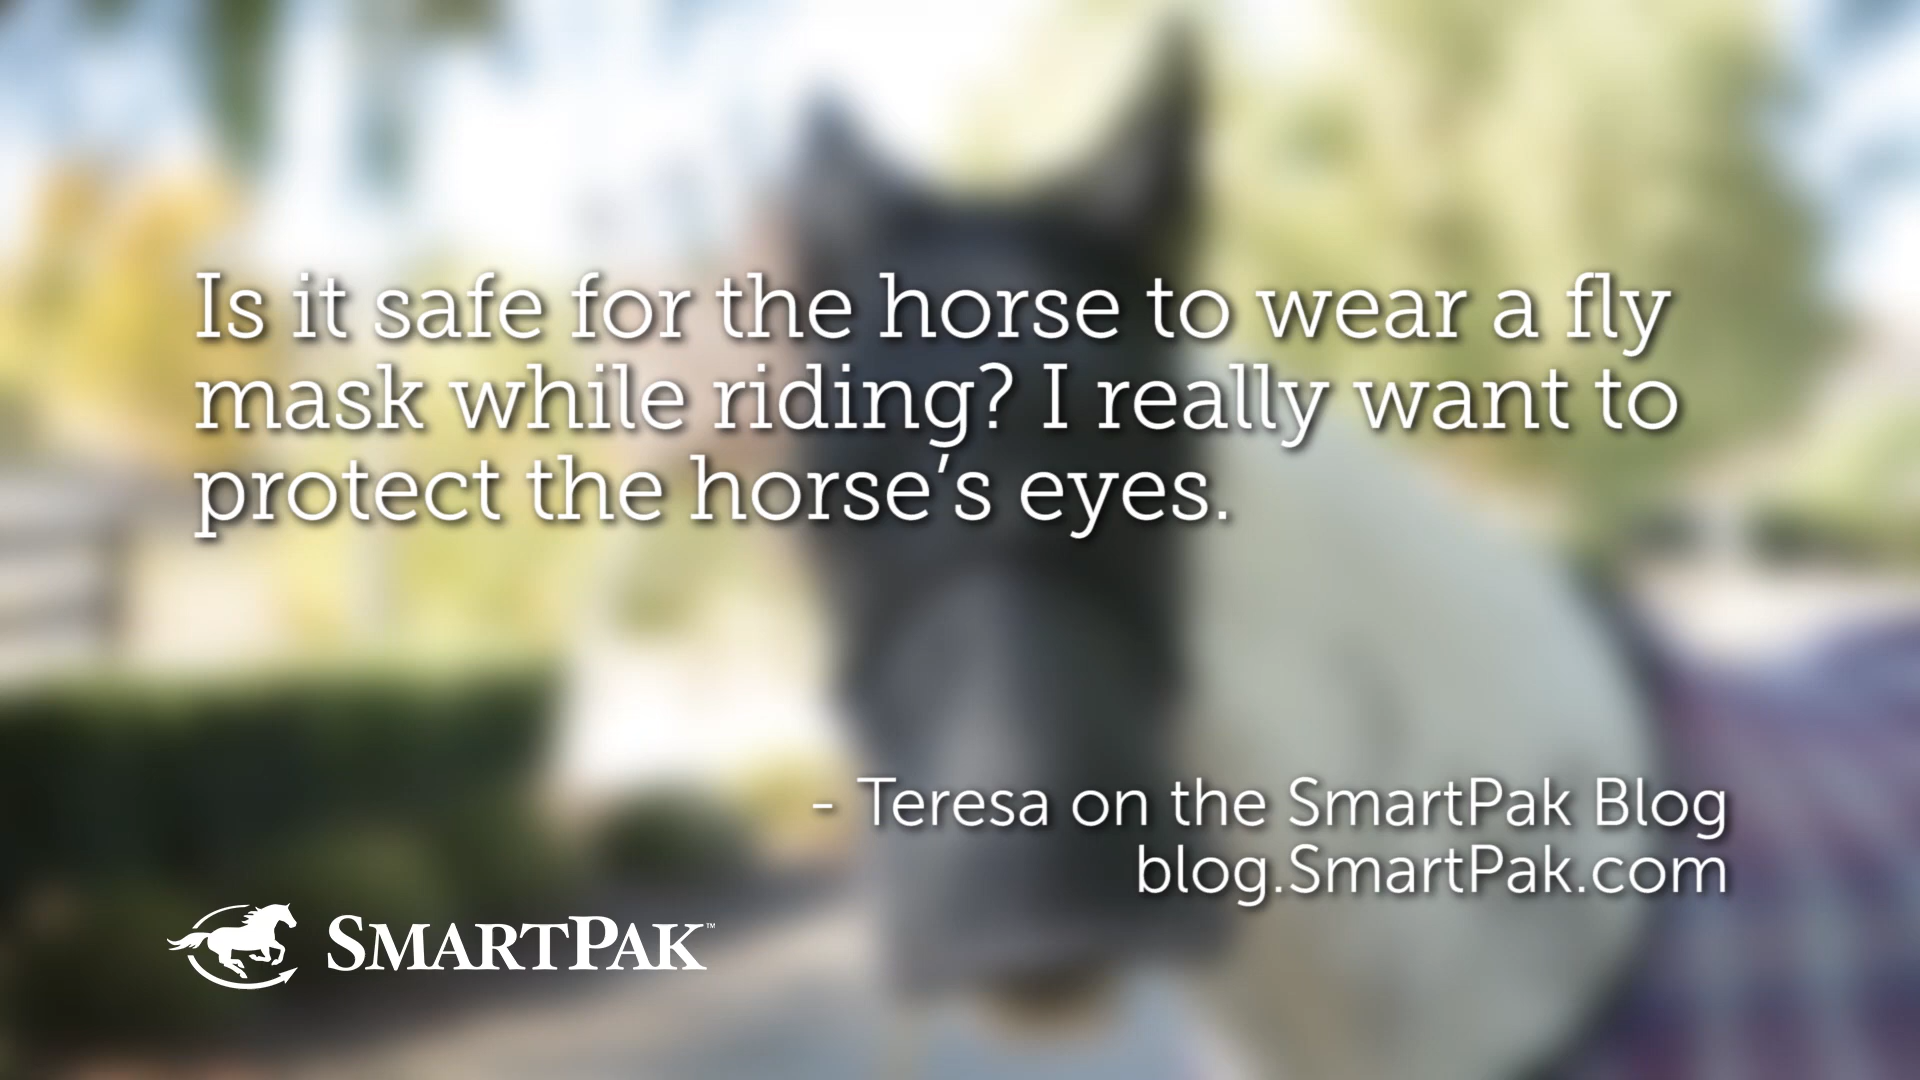 Is it safe for the horse to wear a fly
mask while riding? I really want to
protect the horse’s eyes.
- Teresa on the SmartPak Blog
blog.SmartPak.com
SMARTPAK™